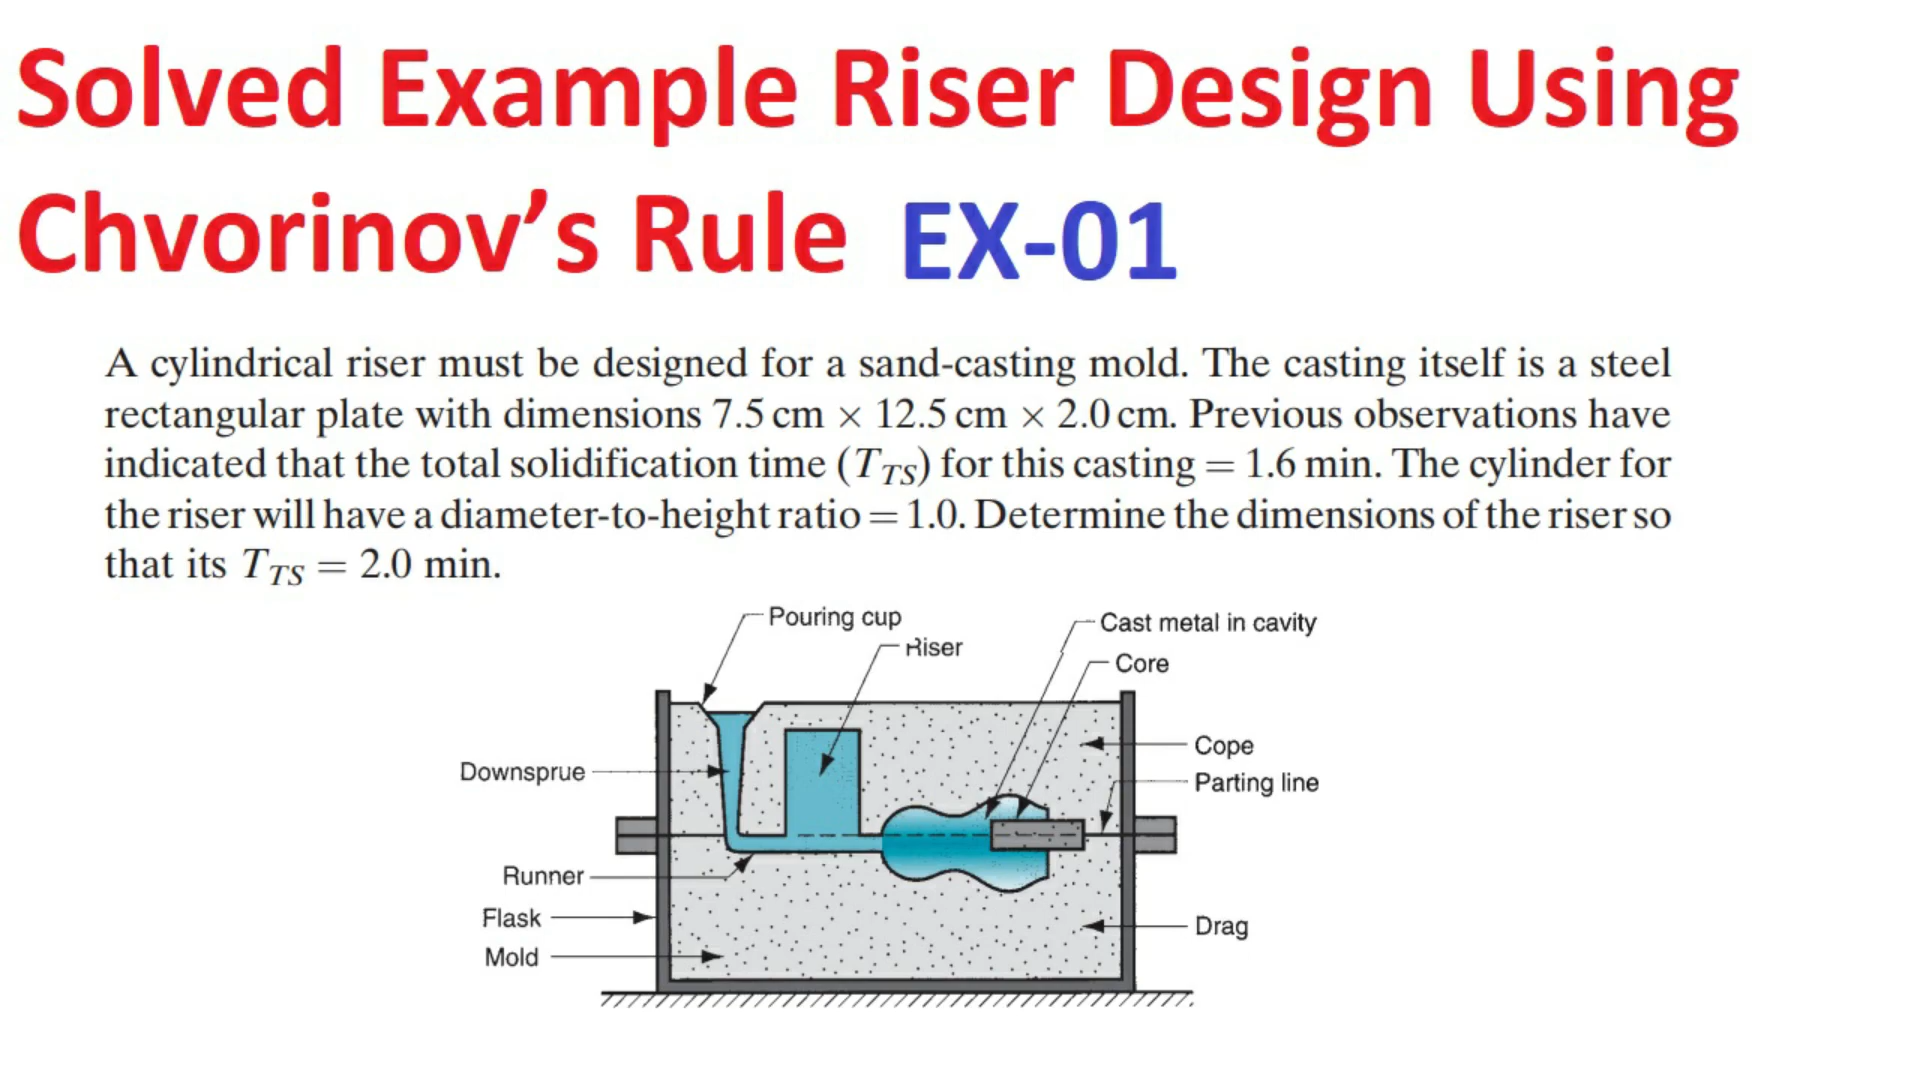 Solved Example Riser Design Using
Chvorinov’s Rule EX-01
A cylindrical riser must be designed for a sand-casting mold. The casting itself is a steel
rectangular plate with dimensions 7.5 cm × 12.5 cm × 2.0 cm. Previous observations have
indicated that the total solidification time (TTS) for this casting = 1.6 min. The cylinder for
the riser will have a diameter-to-height ratio = 1.0. Determine the dimensions of the riser so
that its TTS = 2.0 min.
Pouring cup
Riser
Cast metal in cavity
Core
Cope
Parting line
Downsprue
Runner
Flask
Mold
Drag